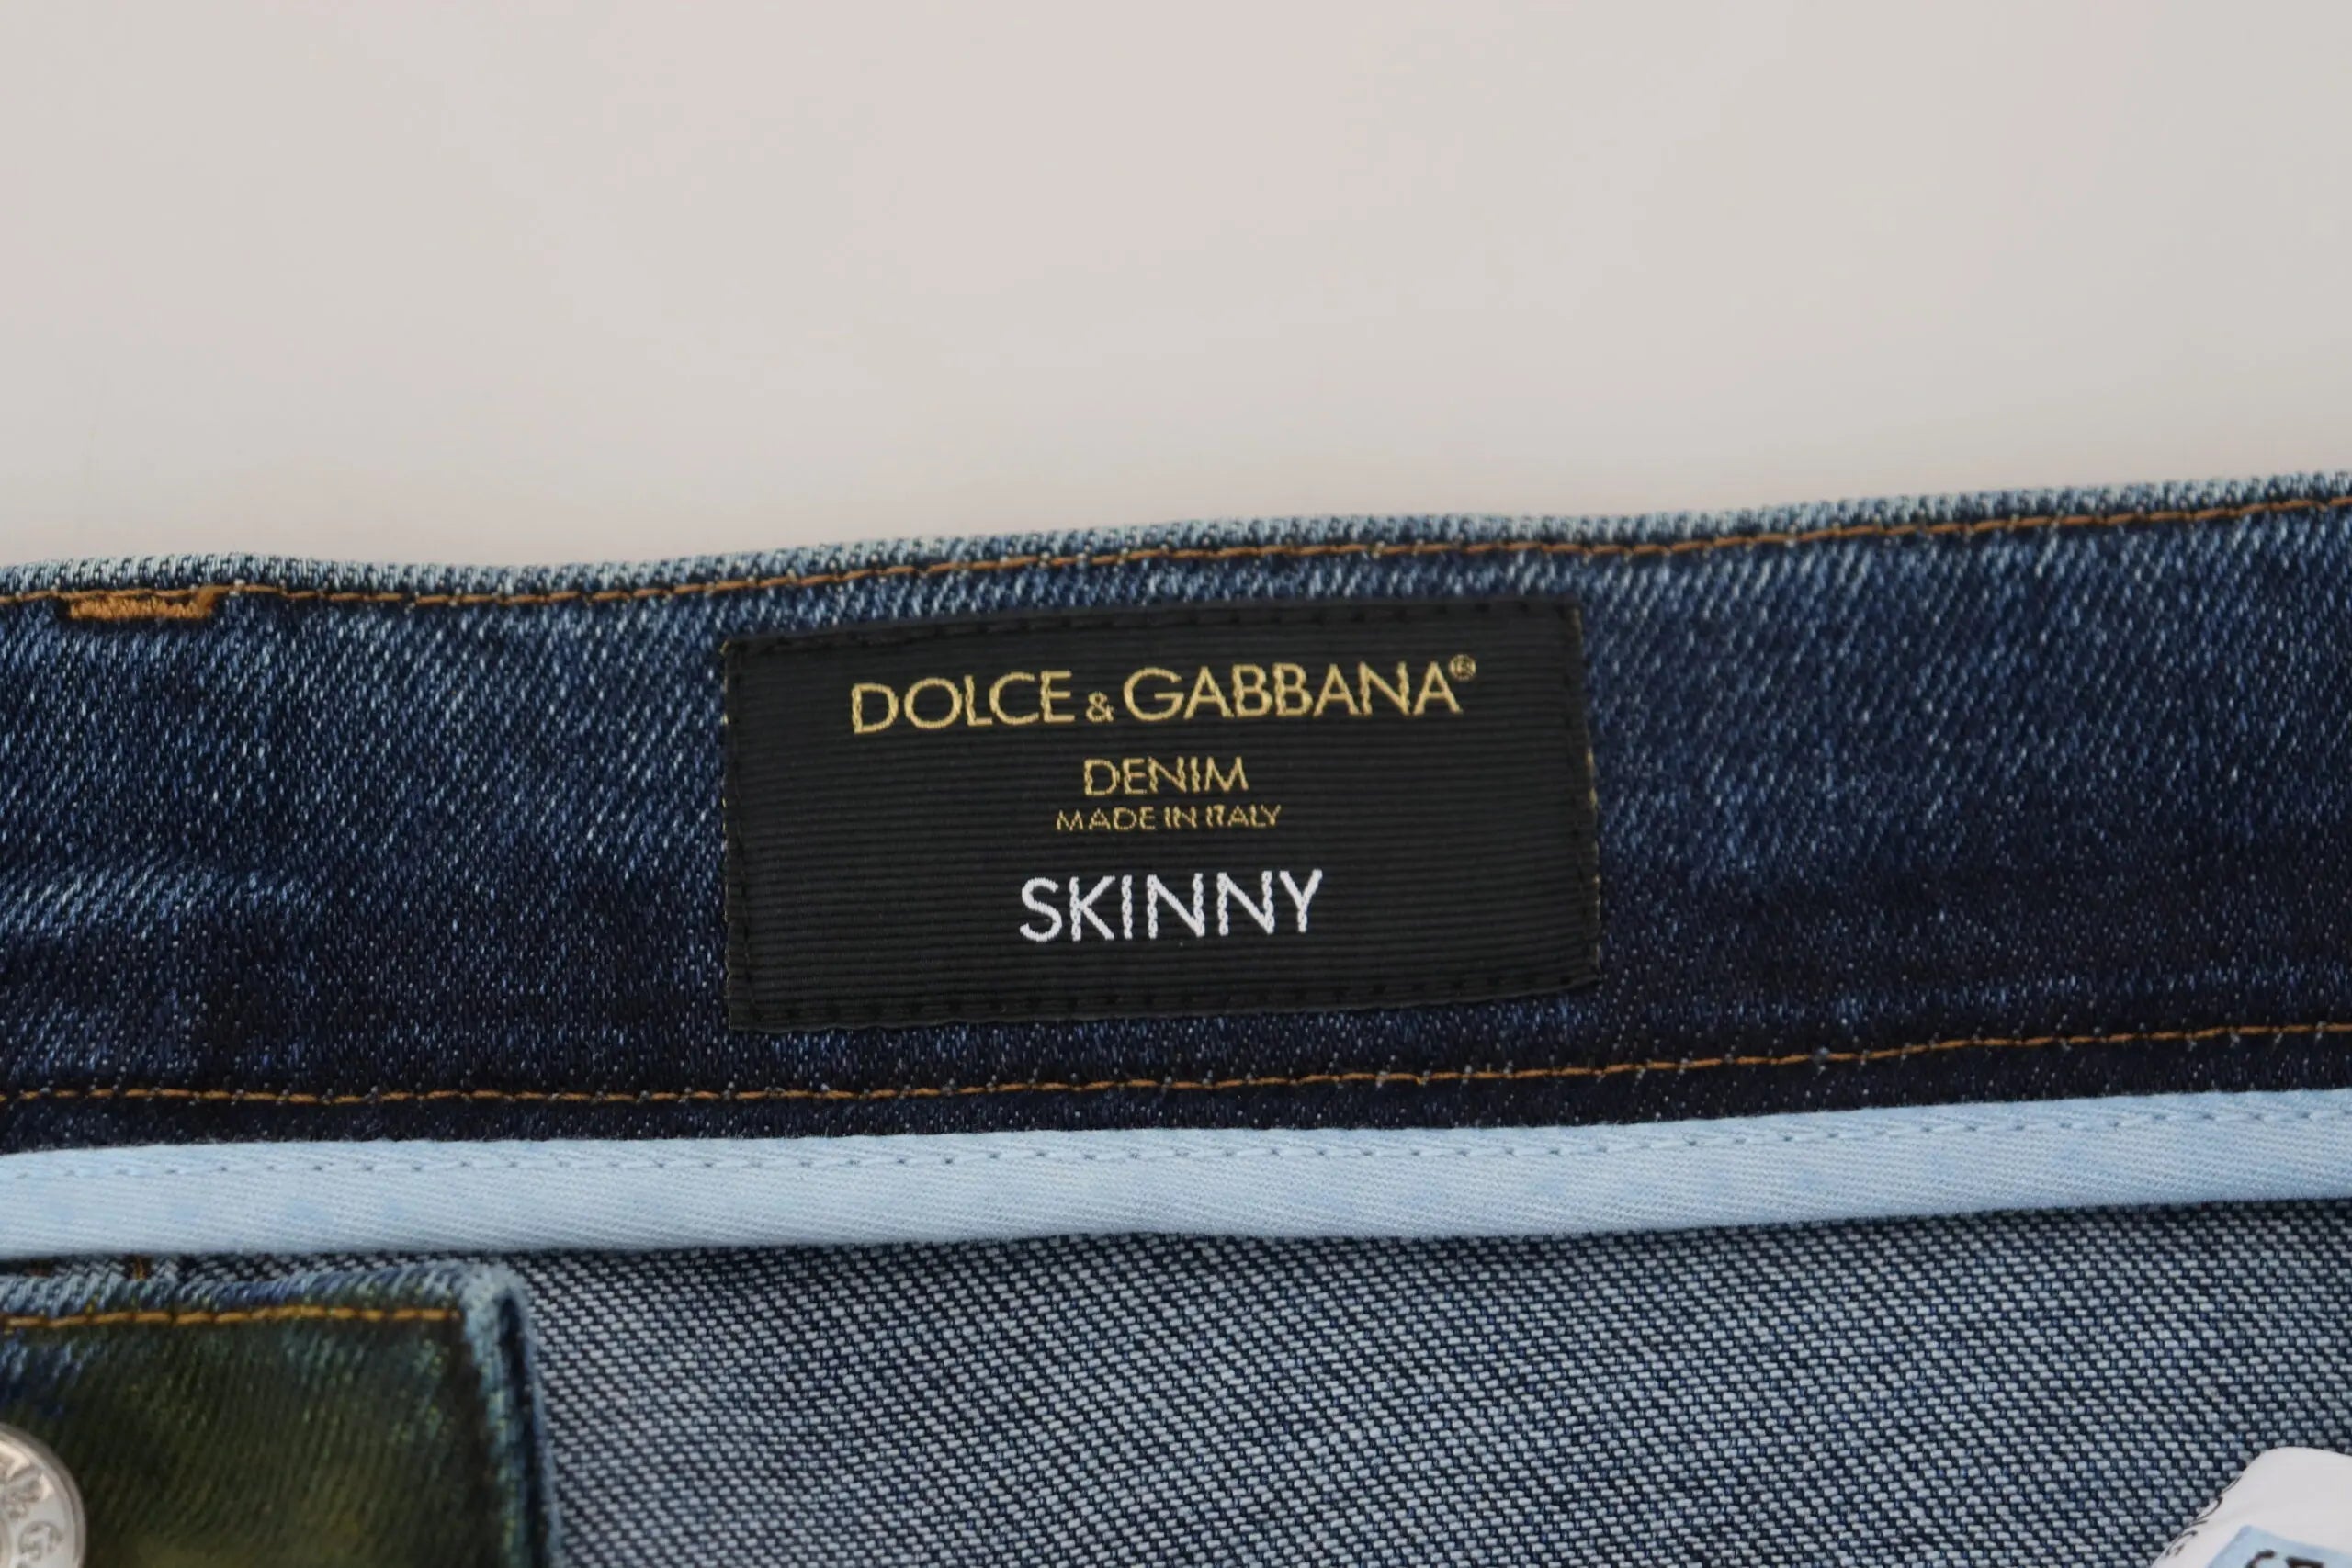 DOLCE & GABBANA®
DENIM
MADE IN ITALY
SKINNY